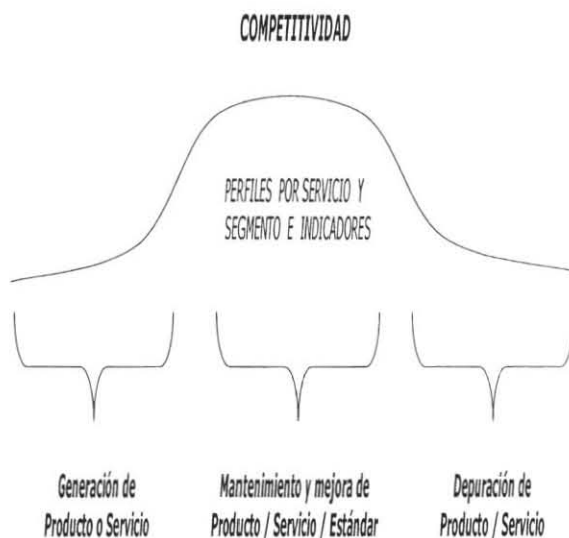 COMPETITIVIDAD
PERFILES POR SERVICIO Y
SEGMENTO E INDICADORES
Generación de
Producto o Servicio
Mantenimiento y mejora de
Producto / Servicio / Estándar
Depuración de
Producto / Servicio